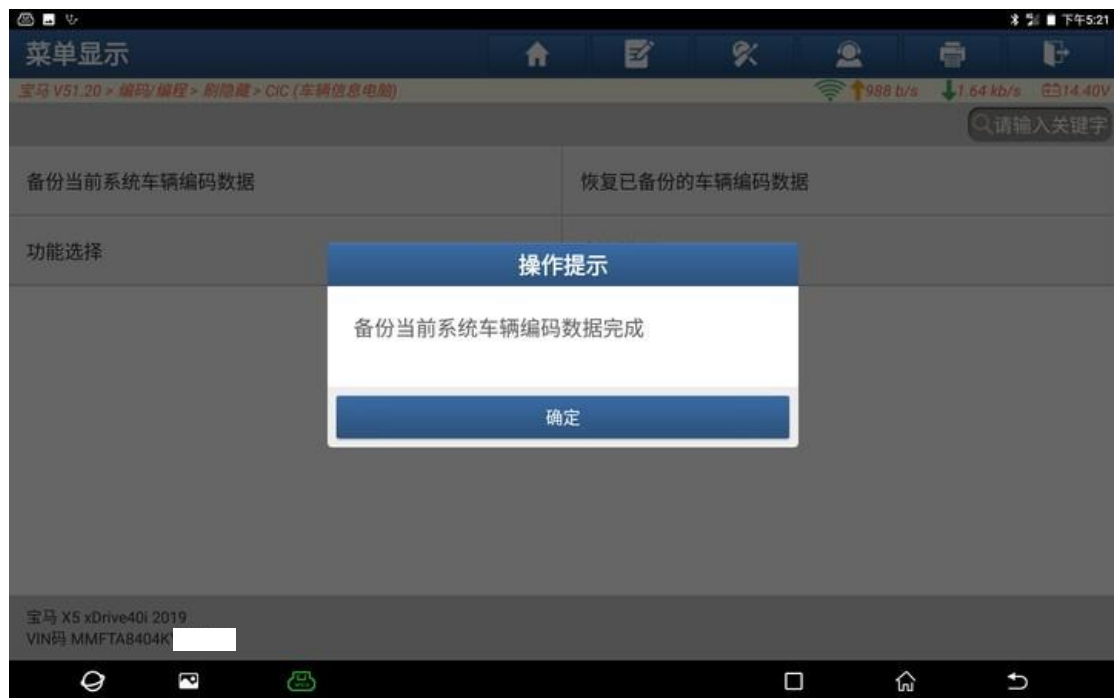 下午5:21
菜单显示
宝马 V51.20 > 编码/编程 > 刷隐藏 > CIC (车辆信息电脑)
988 b/s
1.64 kb/s
14.40V
请输入关键字
备份当前系统车辆编码数据
恢复已备份的车辆编码数据
功能选择
操作提示
备份当前系统车辆编码数据完成
确定
宝马 X5 xDrive40i 2019
VIN码 MMFTA8404K